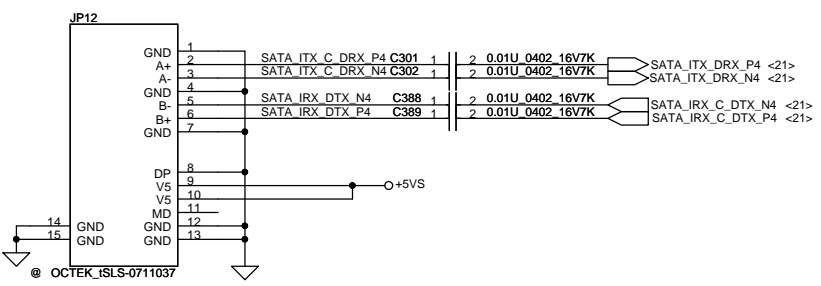 JP12
GND 1
A+ 2 SATA_ITX_C_DRX_P4 C301 1 2 0.01U_0402_16V7K SATA_ITX_DRX_P4 <21>
A- 3 SATA_ITX_C_DRX_N4 C302 1 2 0.01U_0402_16V7K SATA_ITX_DRX_N4 <21>
GND 4
B- 5 SATA_IRX_DTX_N4 C388 1 2 0.01U_0402_16V7K SATA_IRX_C_DTX_N4 <21>
B+ 6 SATA_IRX_DTX_P4 C389 1 2 0.01U_0402_16V7K SATA_IRX_C_DTX_P4 <21>
GND 7
DP 8
V5 9 +5VS
V5 10
MD 11
14 GND GND 12
15 GND GND 13
@ OCTEK_tSLS-0711037